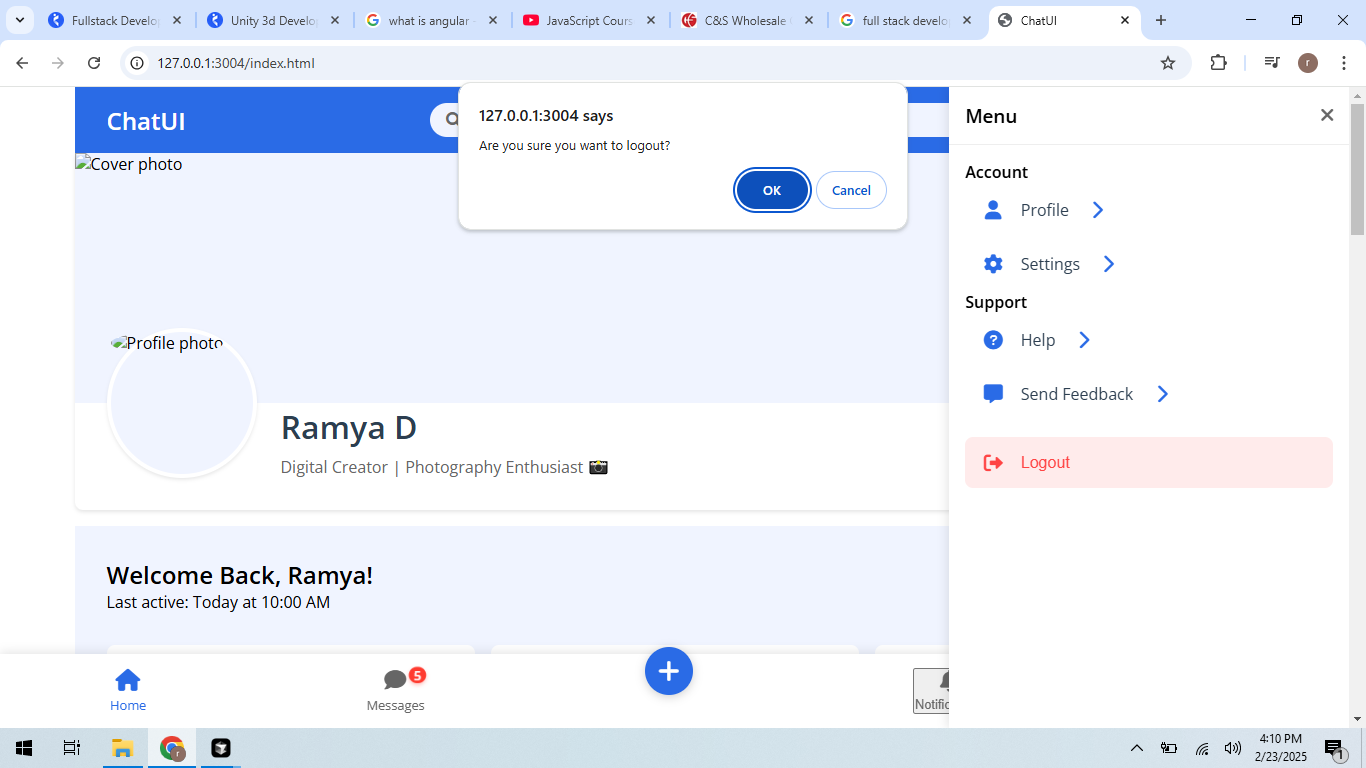 Fullstack Develop
Unity 3d Develop
what is angular -
JavaScript Cours
C&S Wholesale
full stack develo
ChatUI
127.0.0.1:3004/index.html
r
ChatUI
127.0.0.1:3004 says
Are you sure you want to logout?
OK
Cancel
Menu
Cover photo
Account
Profile
Settings
Support
Help
Send Feedback
Logout
Profile photo
Ramya D
Digital Creator | Photography Enthusiast
Welcome Back, Ramya!
Last active: Today at 10:00 AM
5
Home
Messages
Notific
r
4:10 PM
2/23/2025
1